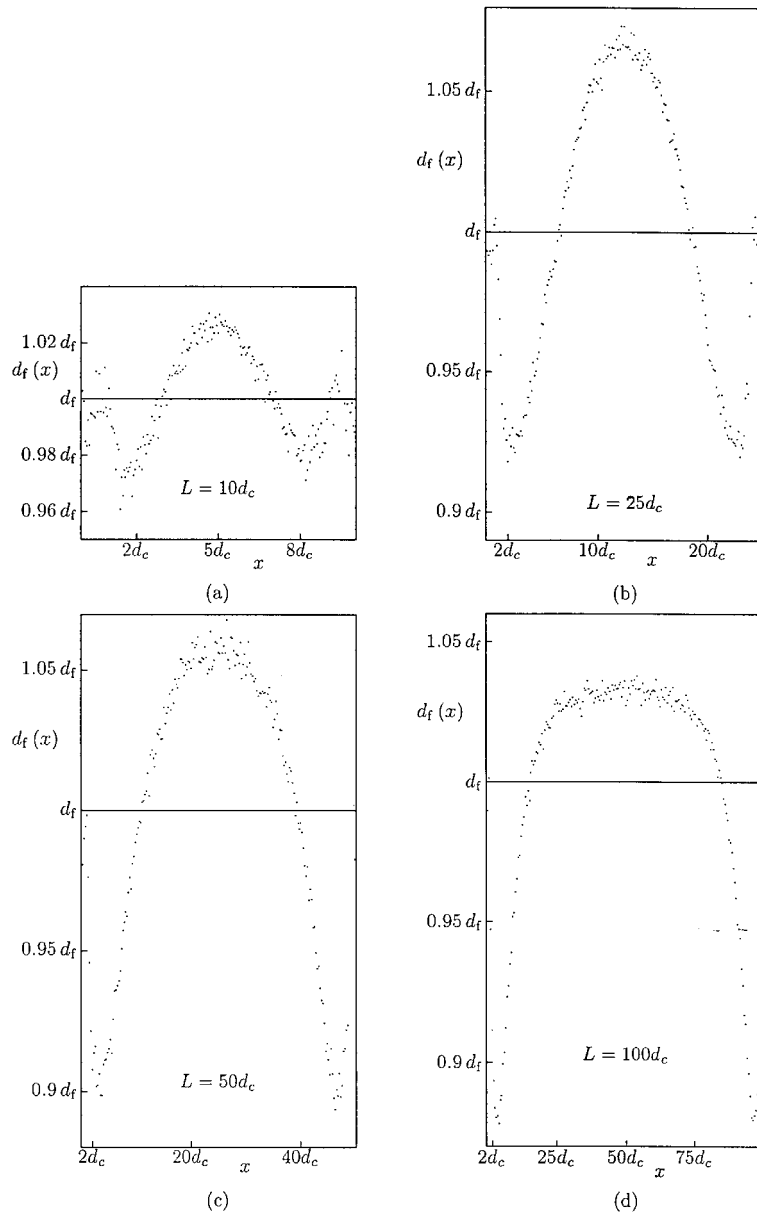 1.02 d_f
d_f (x)
d_f
0.98 d_f
0.96 d_f
L = 10d_c
2d_c 5d_c 8d_c
x
(a)
1.05 d_f
d_f (x)
d_f
0.95 d_f
0.9 d_f
L = 25d_c
2d_c 10d_c 20d_c
x
(b)
1.05 d_f
d_f (x)
d_f
0.95 d_f
0.9 d_f
L = 50d_c
2d_c 20d_c 40d_c
x
(c)
1.05 d_f
d_f (x)
d_f
0.95 d_f
0.9 d_f
L = 100d_c
2d_c 25d_c 50d_c 75d_c
x
(d)